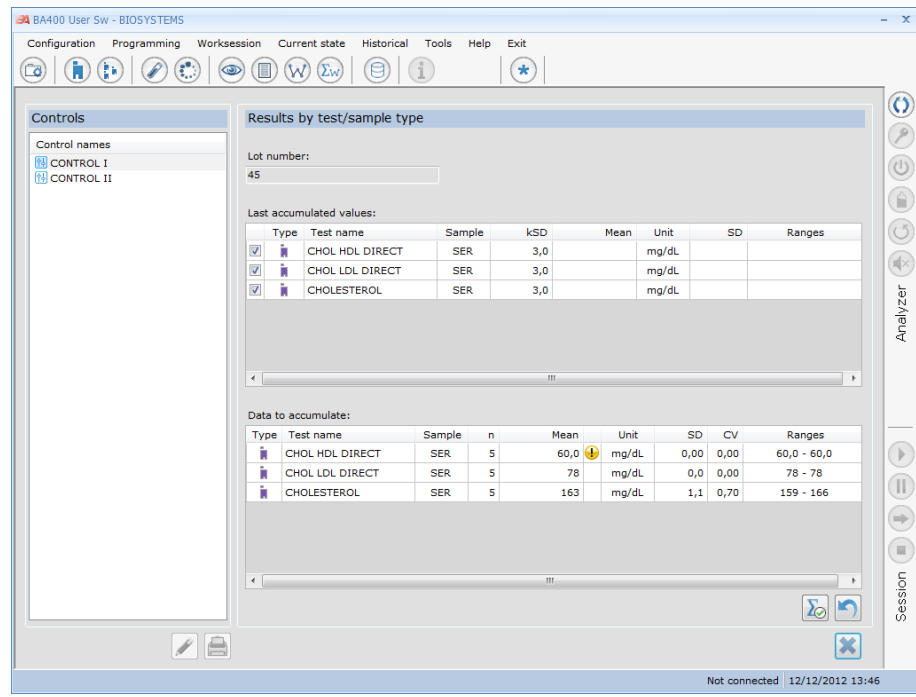 BA400 User Sw - BIOSYSTEMS
Configuration Programming Worksession Current state Historical Tools Help Exit
Controls
Control names
CONTROL I
CONTROL II
Results by test/sample type
Lot number:
45
Last accumulated values:
Type Test name Sample kSD Mean Unit SD Ranges
CHOL HDL DIRECT SER 3,0 mg/dL
CHOL LDL DIRECT SER 3,0 mg/dL
CHOLESTEROL SER 3,0 mg/dL
Data to accumulate:
Type Test name Sample n Mean Unit SD CV Ranges
CHOL HDL DIRECT SER 5 60,0 mg/dL 0,00 0,00 60,0 - 60,0
CHOL LDL DIRECT SER 5 78 mg/dL 0,0 0,00 78 - 78
CHOLESTEROL SER 5 163 mg/dL 1,1 0,70 159 - 166
Analyzer
Session
Not connected 12/12/2012 13:46